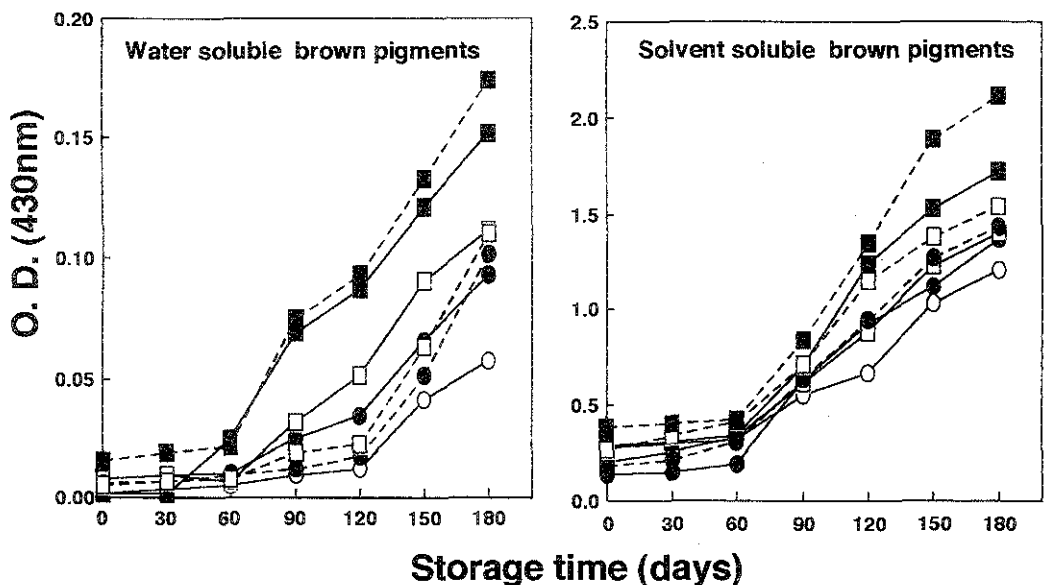 Water soluble brown pigments
Solvent soluble brown pigments
O. D. (430nm)
0.20
0.15
0.10
0.05
0.00
0 30 60 90 120 150 180
2.5
2.0
1.5
1.0
0.5
0.0
0 30 60 90 120 150 180
Storage time (days)